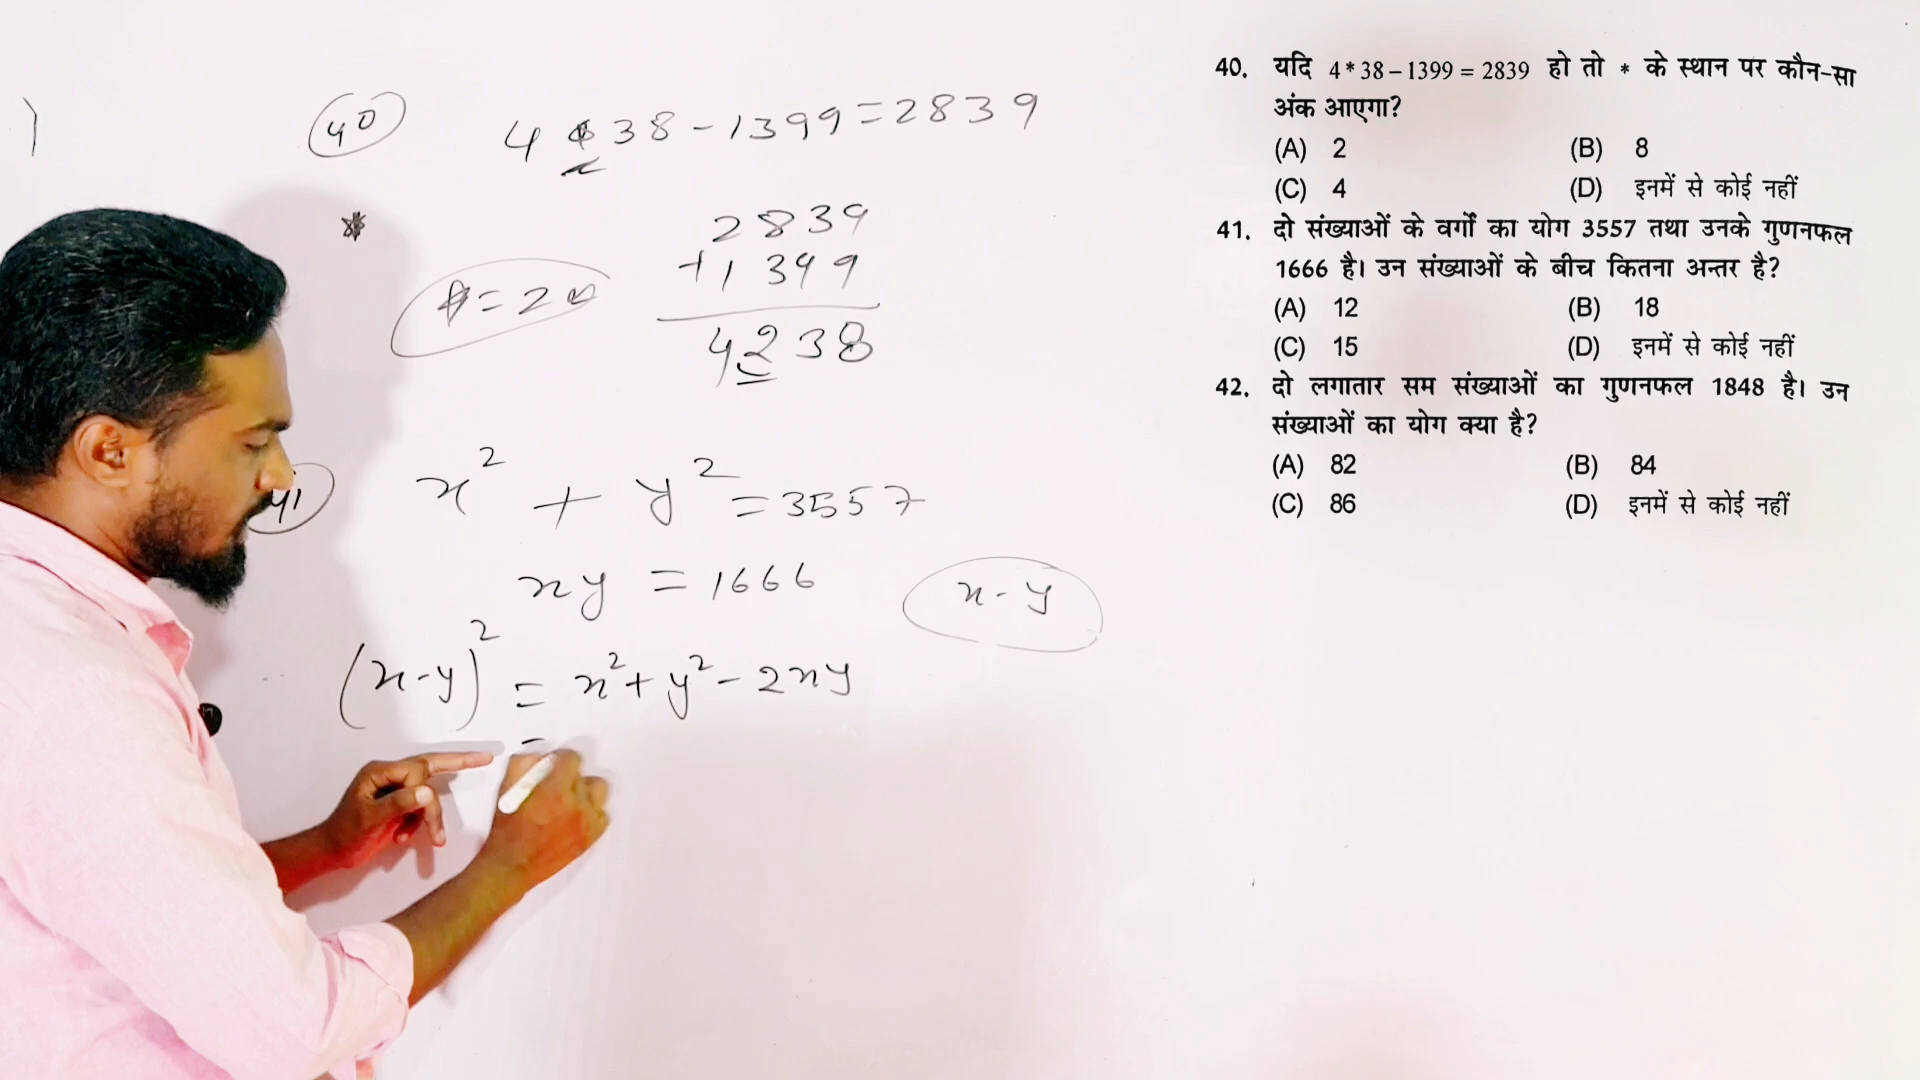 40
4 * 38 - 1399 = 2839
*
2839
+ 1399
4238
* = 2
41
x² + y² = 3557
xy = 1666
x - y
(x-y)² = x² + y² - 2xy
=
40. यदि 4 * 38 – 1399 = 2839 हो तो * के स्थान पर कौन-सा
अंक आएगा?
(A) 2 (B) 8
(C) 4 (D) इनमें से कोई नहीं
41. दो संख्याओं के वर्गों का योग 3557 तथा उनके गुणनफल
1666 है। उन संख्याओं के बीच कितना अन्तर है?
(A) 12 (B) 18
(C) 15 (D) इनमें से कोई नहीं
42. दो लगातार सम संख्याओं का गुणनफल 1848 है। उन
संख्याओं का योग क्या है?
(A) 82 (B) 84
(C) 86 (D) इनमें से कोई नहीं